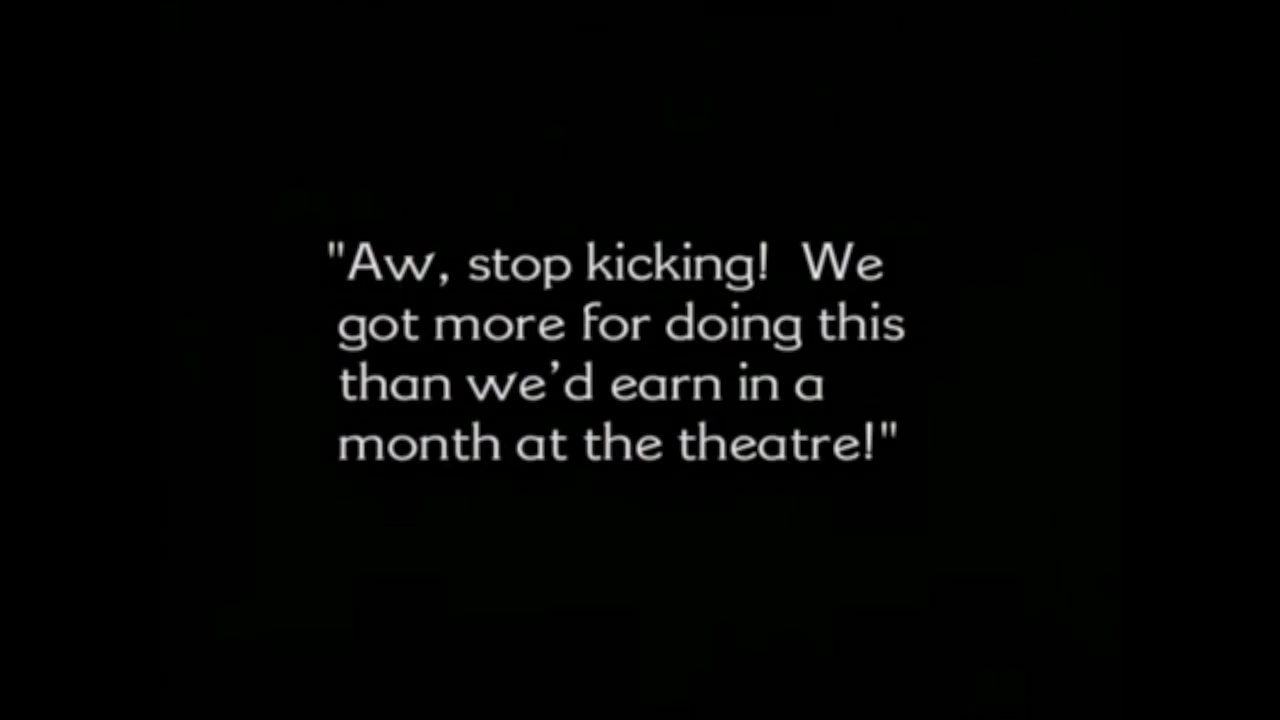 "Aw, stop kicking!  We
got more for doing this
than we’d earn in a
month at the theatre!"